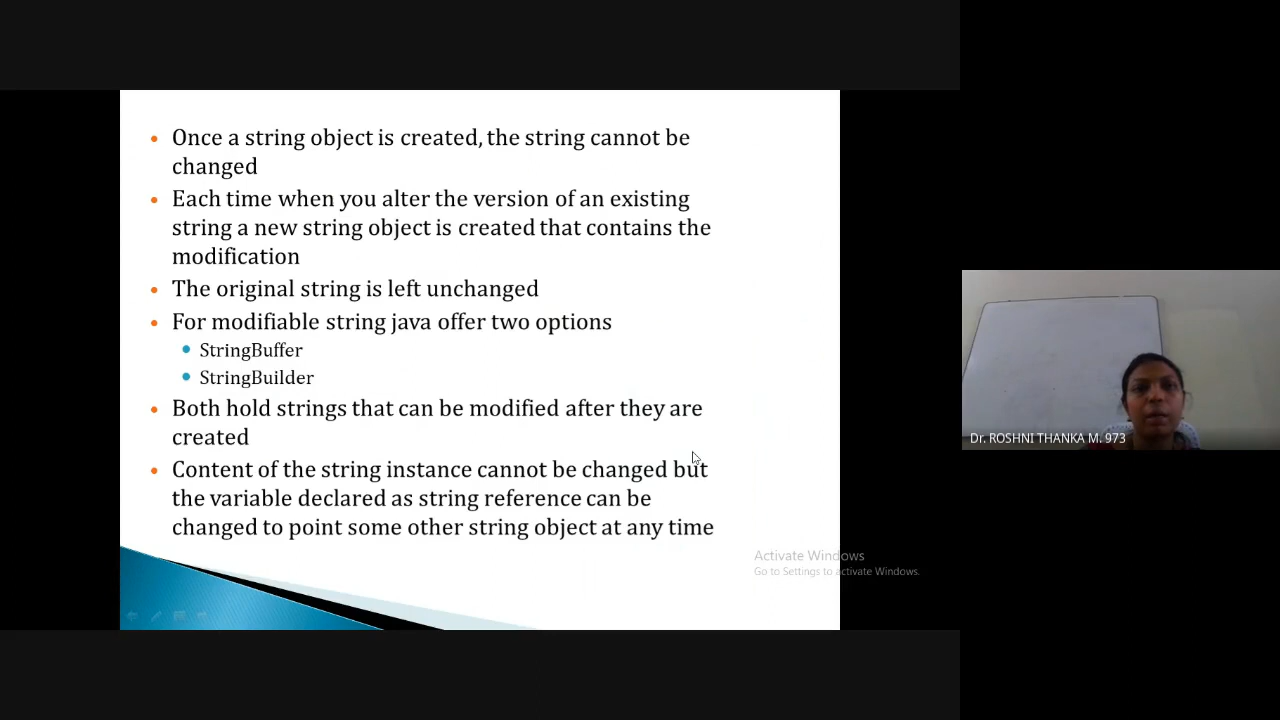 Once a string object is created, the string cannot be
changed
Each time when you alter the version of an existing
string a new string object is created that contains the
modification
The original string is left unchanged
For modifiable string java offer two options
StringBuffer
StringBuilder
Both hold strings that can be modified after they are
created
Content of the string instance cannot be changed but
the variable declared as string reference can be
changed to point some other string object at any time
Activate Windows
Go to Settings to activate Windows.
Dr. ROSHNI THANKA M. 973